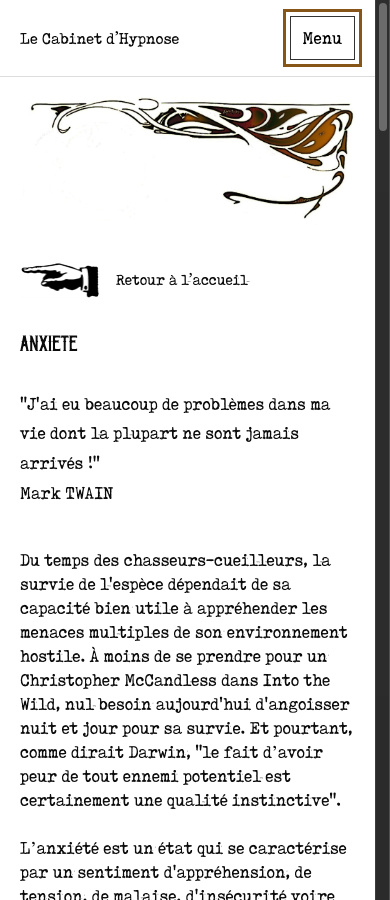 Le Cabinet d’Hypnose
Menu
Retour à l’accueil
ANXIETE
"J'ai eu beaucoup de problèmes dans ma
vie dont la plupart ne sont jamais
arrivés !"
Mark TWAIN
Du temps des chasseurs-cueilleurs, la
survie de l'espèce dépendait de sa
capacité bien utile à appréhender les
menaces multiples de son environnement
hostile. À moins de se prendre pour un
Christopher McCandless dans Into the
Wild, nul besoin aujourd'hui d'angoisser
nuit et jour pour sa survie. Et pourtant,
comme dirait Darwin, "le fait d’avoir
peur de tout ennemi potentiel est
certainement une qualité instinctive".
L’anxiété est un état qui se caractérise
par un sentiment d'appréhension, de
tension, de malaise, d'insécurité voire